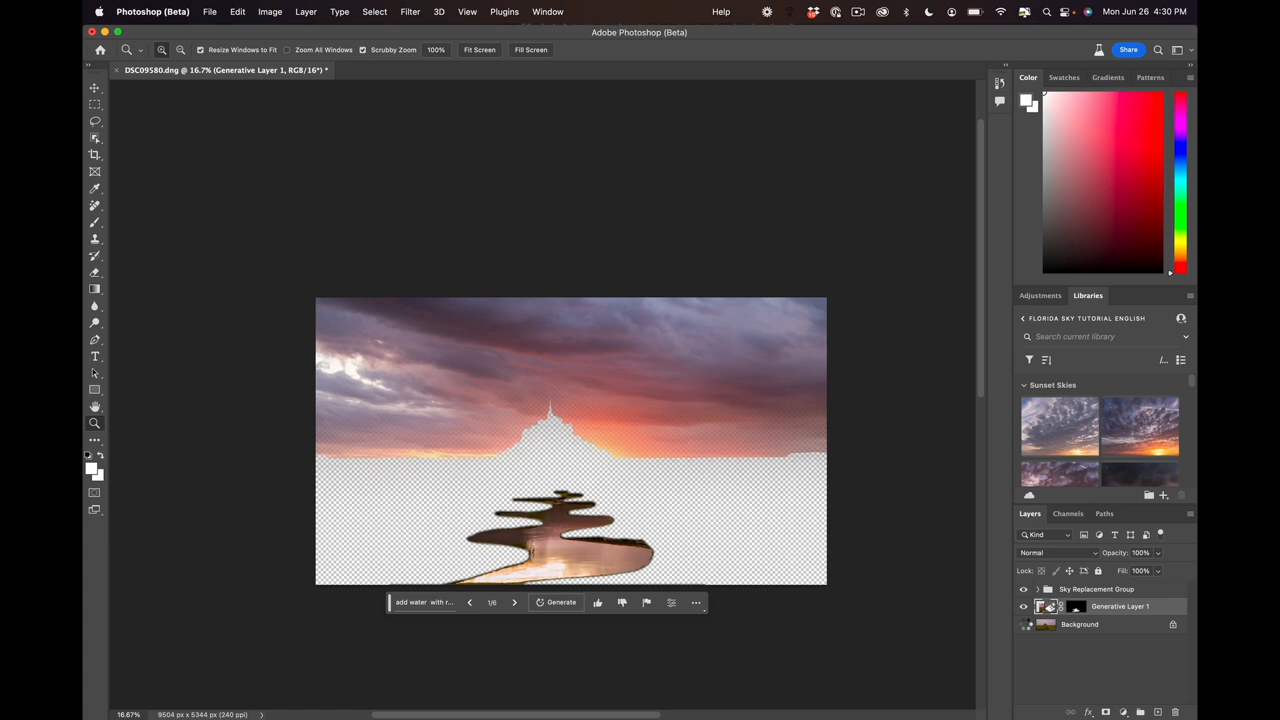 Photoshop (Beta) File Edit Image Layer Type Select Filter 3D View Plugins Window Help Mon Jun 26 4:30 PM
Adobe Photoshop (Beta)
Resize Windows to Fit Zoom All Windows Scrubby Zoom 100% Fit Screen Fill Screen Share
DSC09580.dng @ 16.7% (Generative Layer 1, RGB/16*) *
Color Swatches Gradients Patterns
Adjustments Libraries
FLORIDA SKY TUTORIAL ENGLISH
Search current library
Sunset Skies
Layers Channels Paths
Kind
Normal Opacity: 100%
Lock: Fill: 100%
Sky Replacement Group
add water with r... 1/6 Generate
Generative Layer 1
Background
16.67% 9504 px x 5344 px (240 ppi)